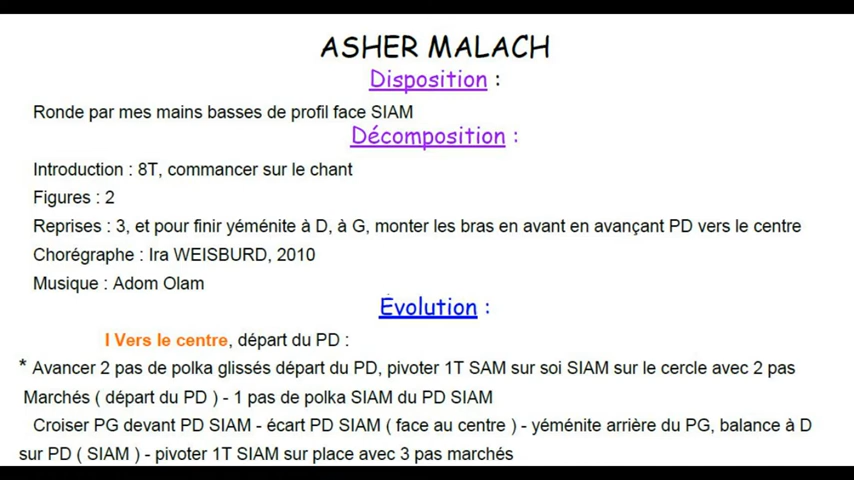 ASHER MALACH
Disposition :
Ronde par mes mains basses de profil face SIAM
Décomposition :
Introduction : 8T, commancer sur le chant
Figures : 2
Reprises : 3, et pour finir yéménite à D, à G, monter les bras en avant en avançant PD vers le centre
Chorégraphe : Ira WEISBURD, 2010
Musique : Adom Olam
Évolution :
I Vers le centre, départ du PD :
* Avancer 2 pas de polka glissés départ du PD, pivoter 1T SAM sur soi SIAM sur le cercle avec 2 pas
Marchés ( départ du PD ) - 1 pas de polka SIAM du PD SIAM
Croiser PG devant PD SIAM - écart PD SIAM ( face au centre ) - yéménite arrière du PG, balance à D
sur PD ( SIAM ) - pivoter 1T SIAM sur place avec 3 pas marchés